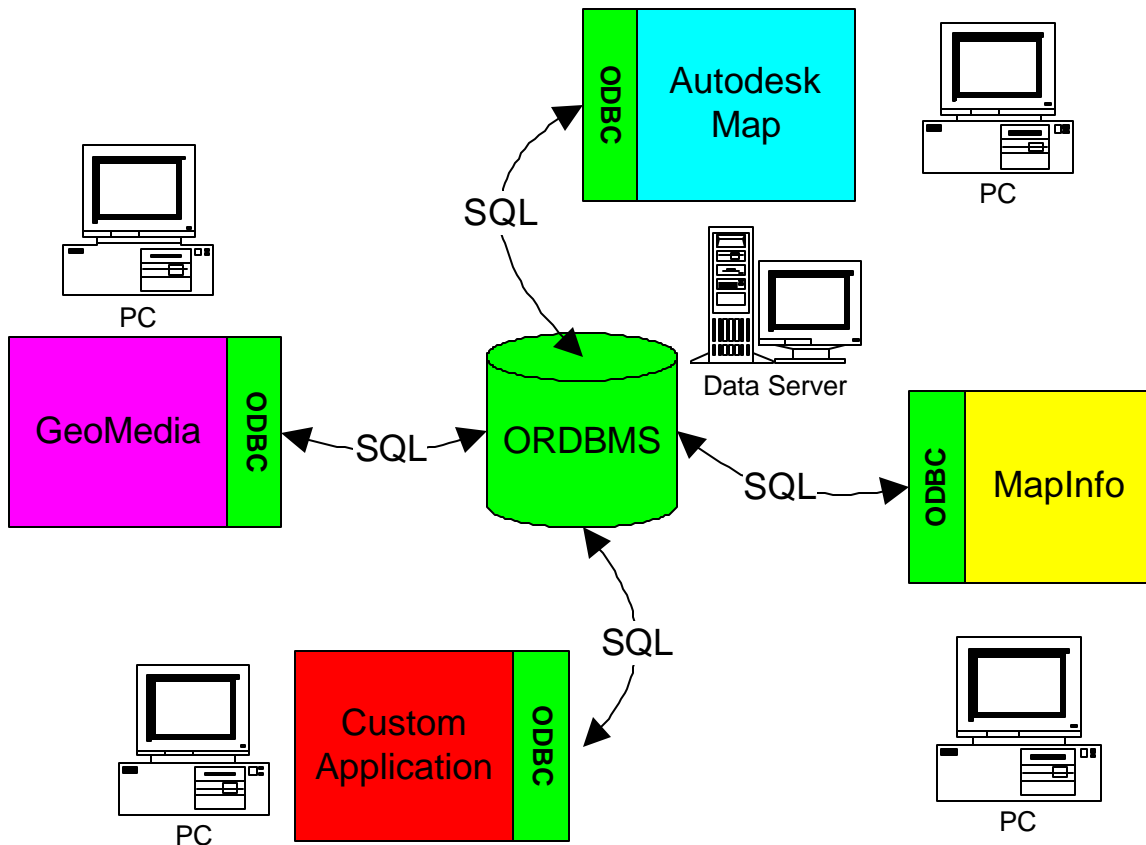 ODBC
Autodesk
Map
PC
SQL
PC
Data Server
GeoMedia
ODBC
SQL
ORDBMS
SQL
ODBC
MapInfo
SQL
Custom
Application
ODBC
PC
PC